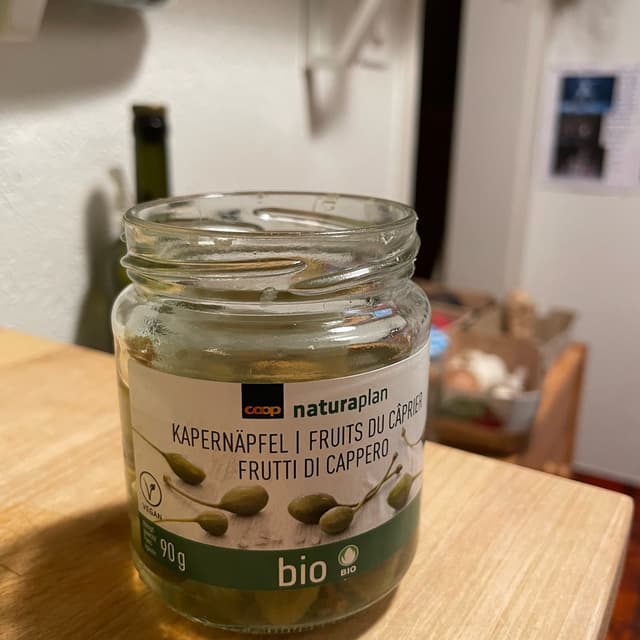 coop naturaplan
KAPERNÄPFEL | FRUITS DU CÂPRIER
FRUTTI DI CAPPERO
VEGAN
90 g
bio BIO